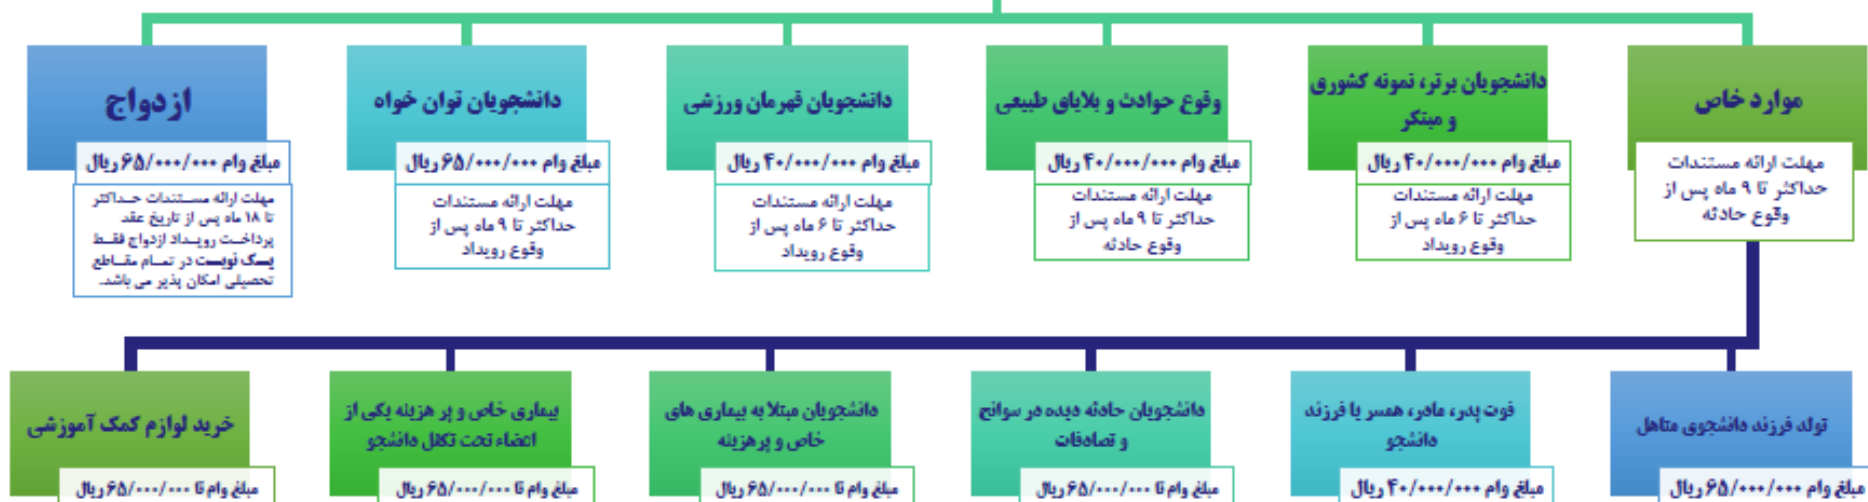 موارد خاص
مهلت ارائه مستندات
حداکثر تا ۹ ماه پس از
وقوع حادثه
دانشجویان برتر، نمونه کشوری
و مبتکر
مبلغ وام ۴۰/۰۰۰/۰۰۰ ریال
مهلت ارائه مستندات
حداکثر تا ۶ ماه پس از
وقوع رویداد
وقوع حوادث و بلایای طبیعی
مبلغ وام ۴۰/۰۰۰/۰۰۰ ریال
مهلت ارائه مستندات
حداکثر تا ۹ ماه پس از
وقوع حادثه
دانشجویان قهرمان ورزشی
مبلغ وام ۴۰/۰۰۰/۰۰۰ ریال
مهلت ارائه مستندات
حداکثر تا ۶ ماه پس از
وقوع رویداد
دانشجویان توان خواه
مبلغ وام ۶۵/۰۰۰/۰۰۰ ریال
مهلت ارائه مستندات
حداکثر تا ۹ ماه پس از
وقوع رویداد
ازدواج
مبلغ وام ۶۵/۰۰۰/۰۰۰ ریال
مهلت ارائه مستندات حداکثر
تا ۱۸ ماه پس از تاریخ عقد
پرداخت رویداد ازدواج فقط
یک نوبت در تمام مقاطع
تحصیلی امکان پذیر می باشد.
تولد فرزند دانشجوی متاهل
مبلغ وام ۶۵/۰۰۰/۰۰۰ ریال
فوت پدر، مادر، همسر یا فرزند
دانشجو
مبلغ وام ۴۰/۰۰۰/۰۰۰ ریال
دانشجویان حادثه دیده در سوانح
و تصادفات
مبلغ وام تا ۶۵/۰۰۰/۰۰۰ ریال
دانشجویان مبتلا به بیماری های
خاص و پرهزینه
مبلغ وام تا ۶۵/۰۰۰/۰۰۰ ریال
بیماری خاص و پر هزینه یکی از
اعضاء تحت تکفل دانشجو
مبلغ وام تا ۶۵/۰۰۰/۰۰۰ ریال
خرید لوازم کمک آموزشی
مبلغ وام تا ۶۵/۰۰۰/۰۰۰ ریال